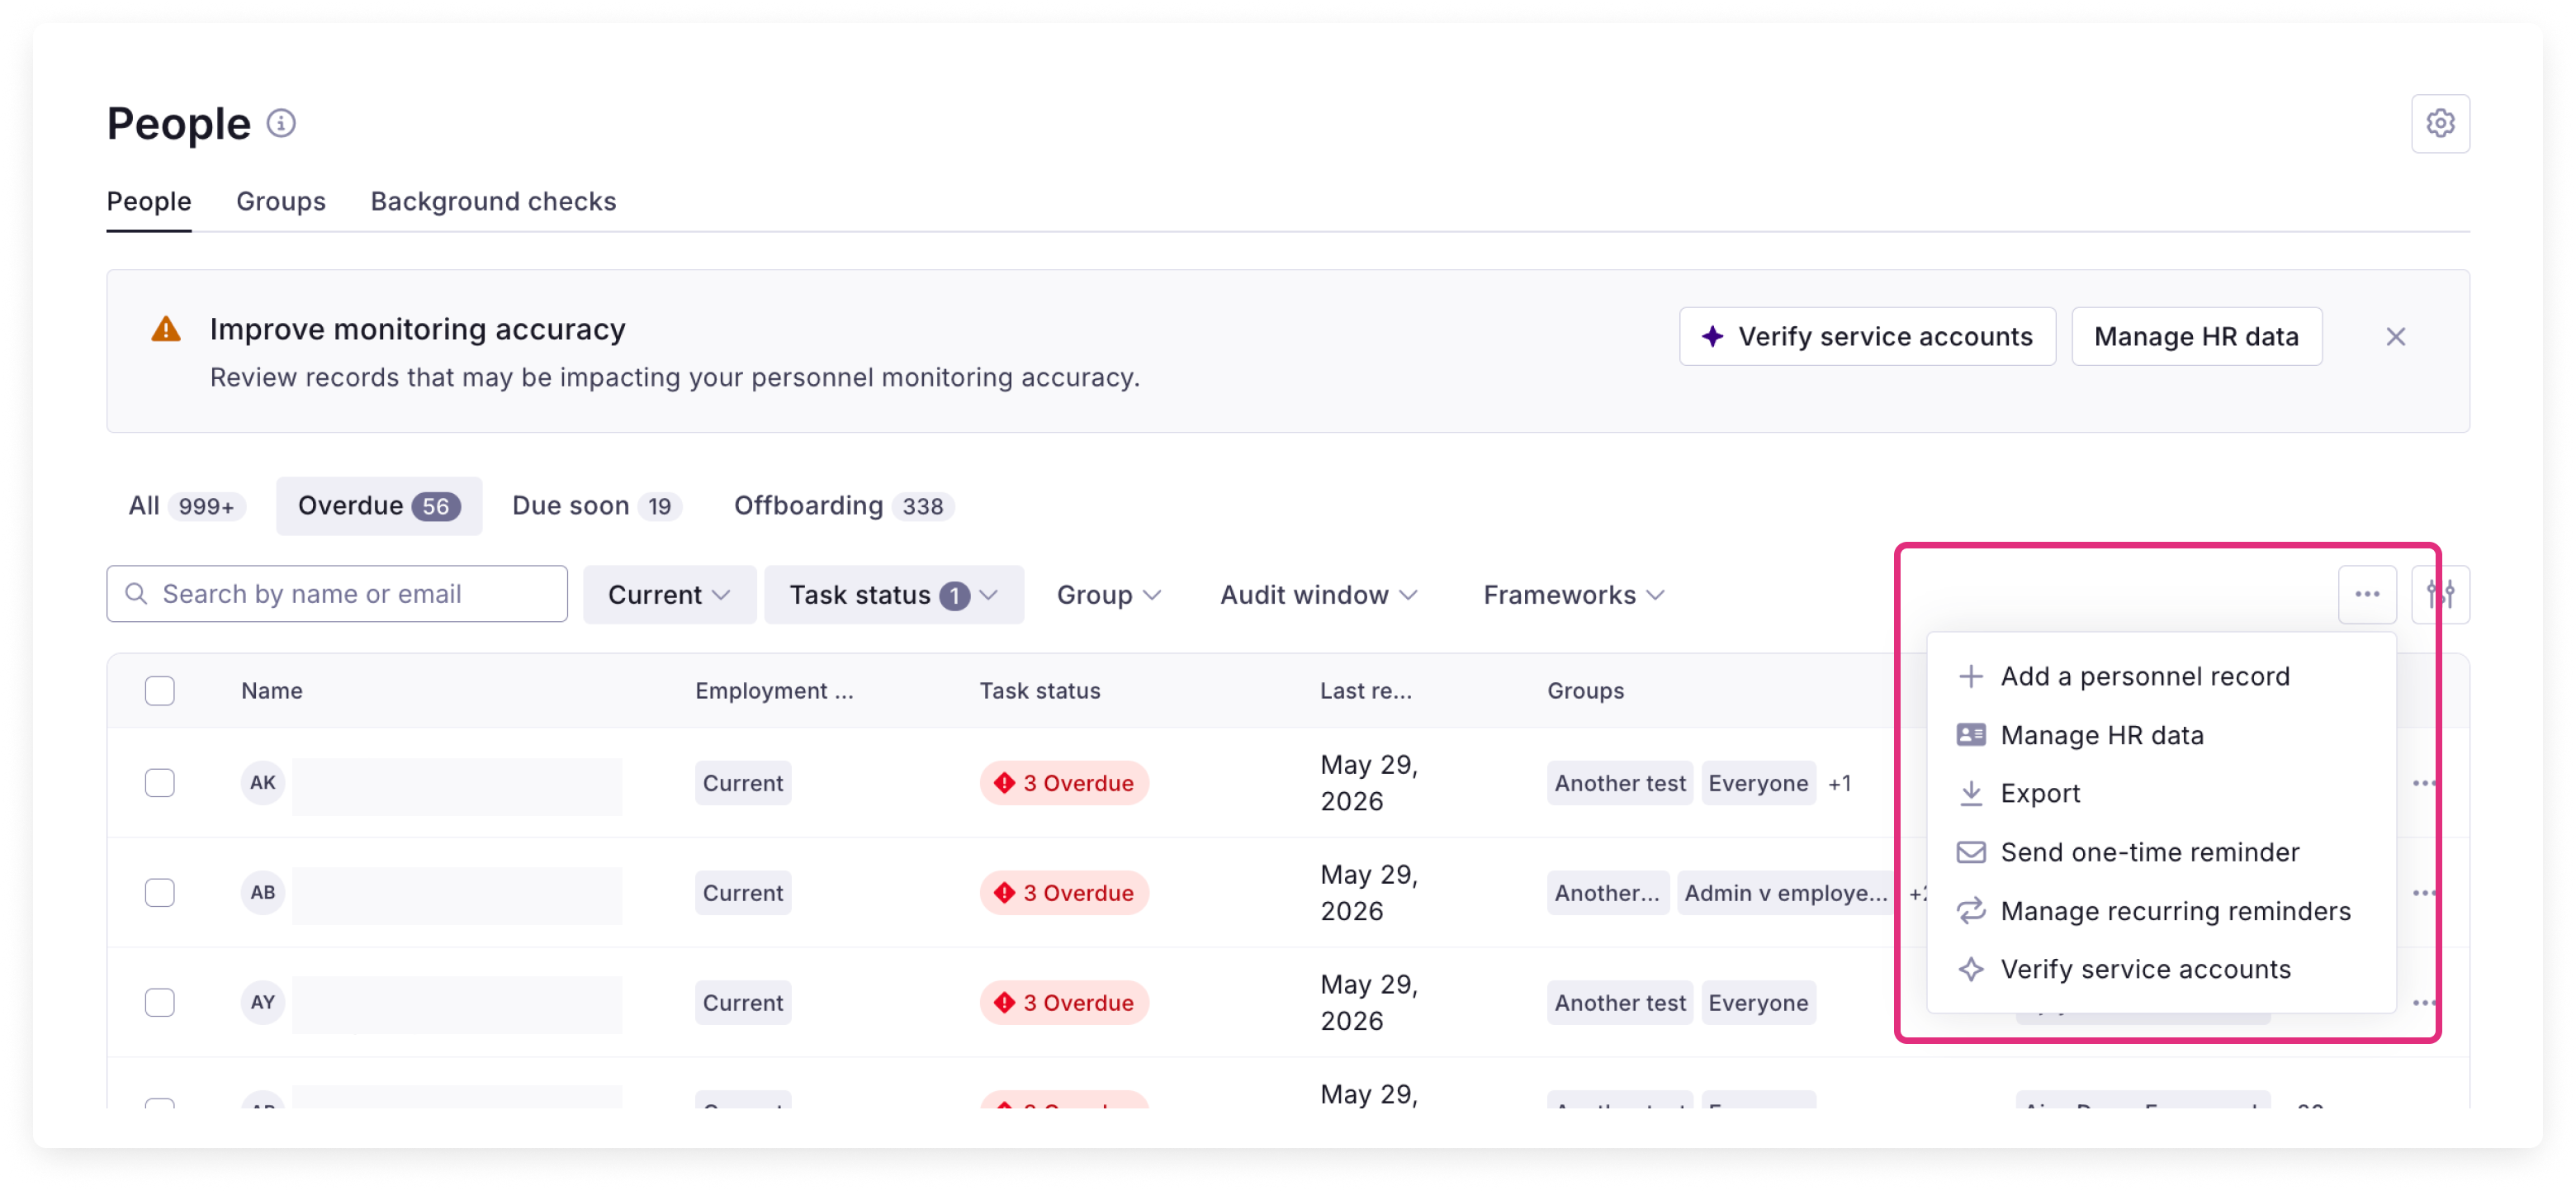 People
People Groups Background checks
Improve monitoring accuracy
Review records that may be impacting your personnel monitoring accuracy.
Verify service accounts Manage HR data
All 999+ Overdue 56 Due soon 19 Offboarding 338
Search by name or email Current Task status 1 Group Audit window Frameworks
Name Employment ... Task status Last re... Groups
AK Current 3 Overdue May 29, 2026 Another test Everyone +1
AB Current 3 Overdue May 29, 2026 Another... Admin v employe...
AY Current 3 Overdue May 29, 2026 Another test Everyone
May 29,
Add a personnel record
Manage HR data
Export
Send one-time reminder
Manage recurring reminders
Verify service accounts